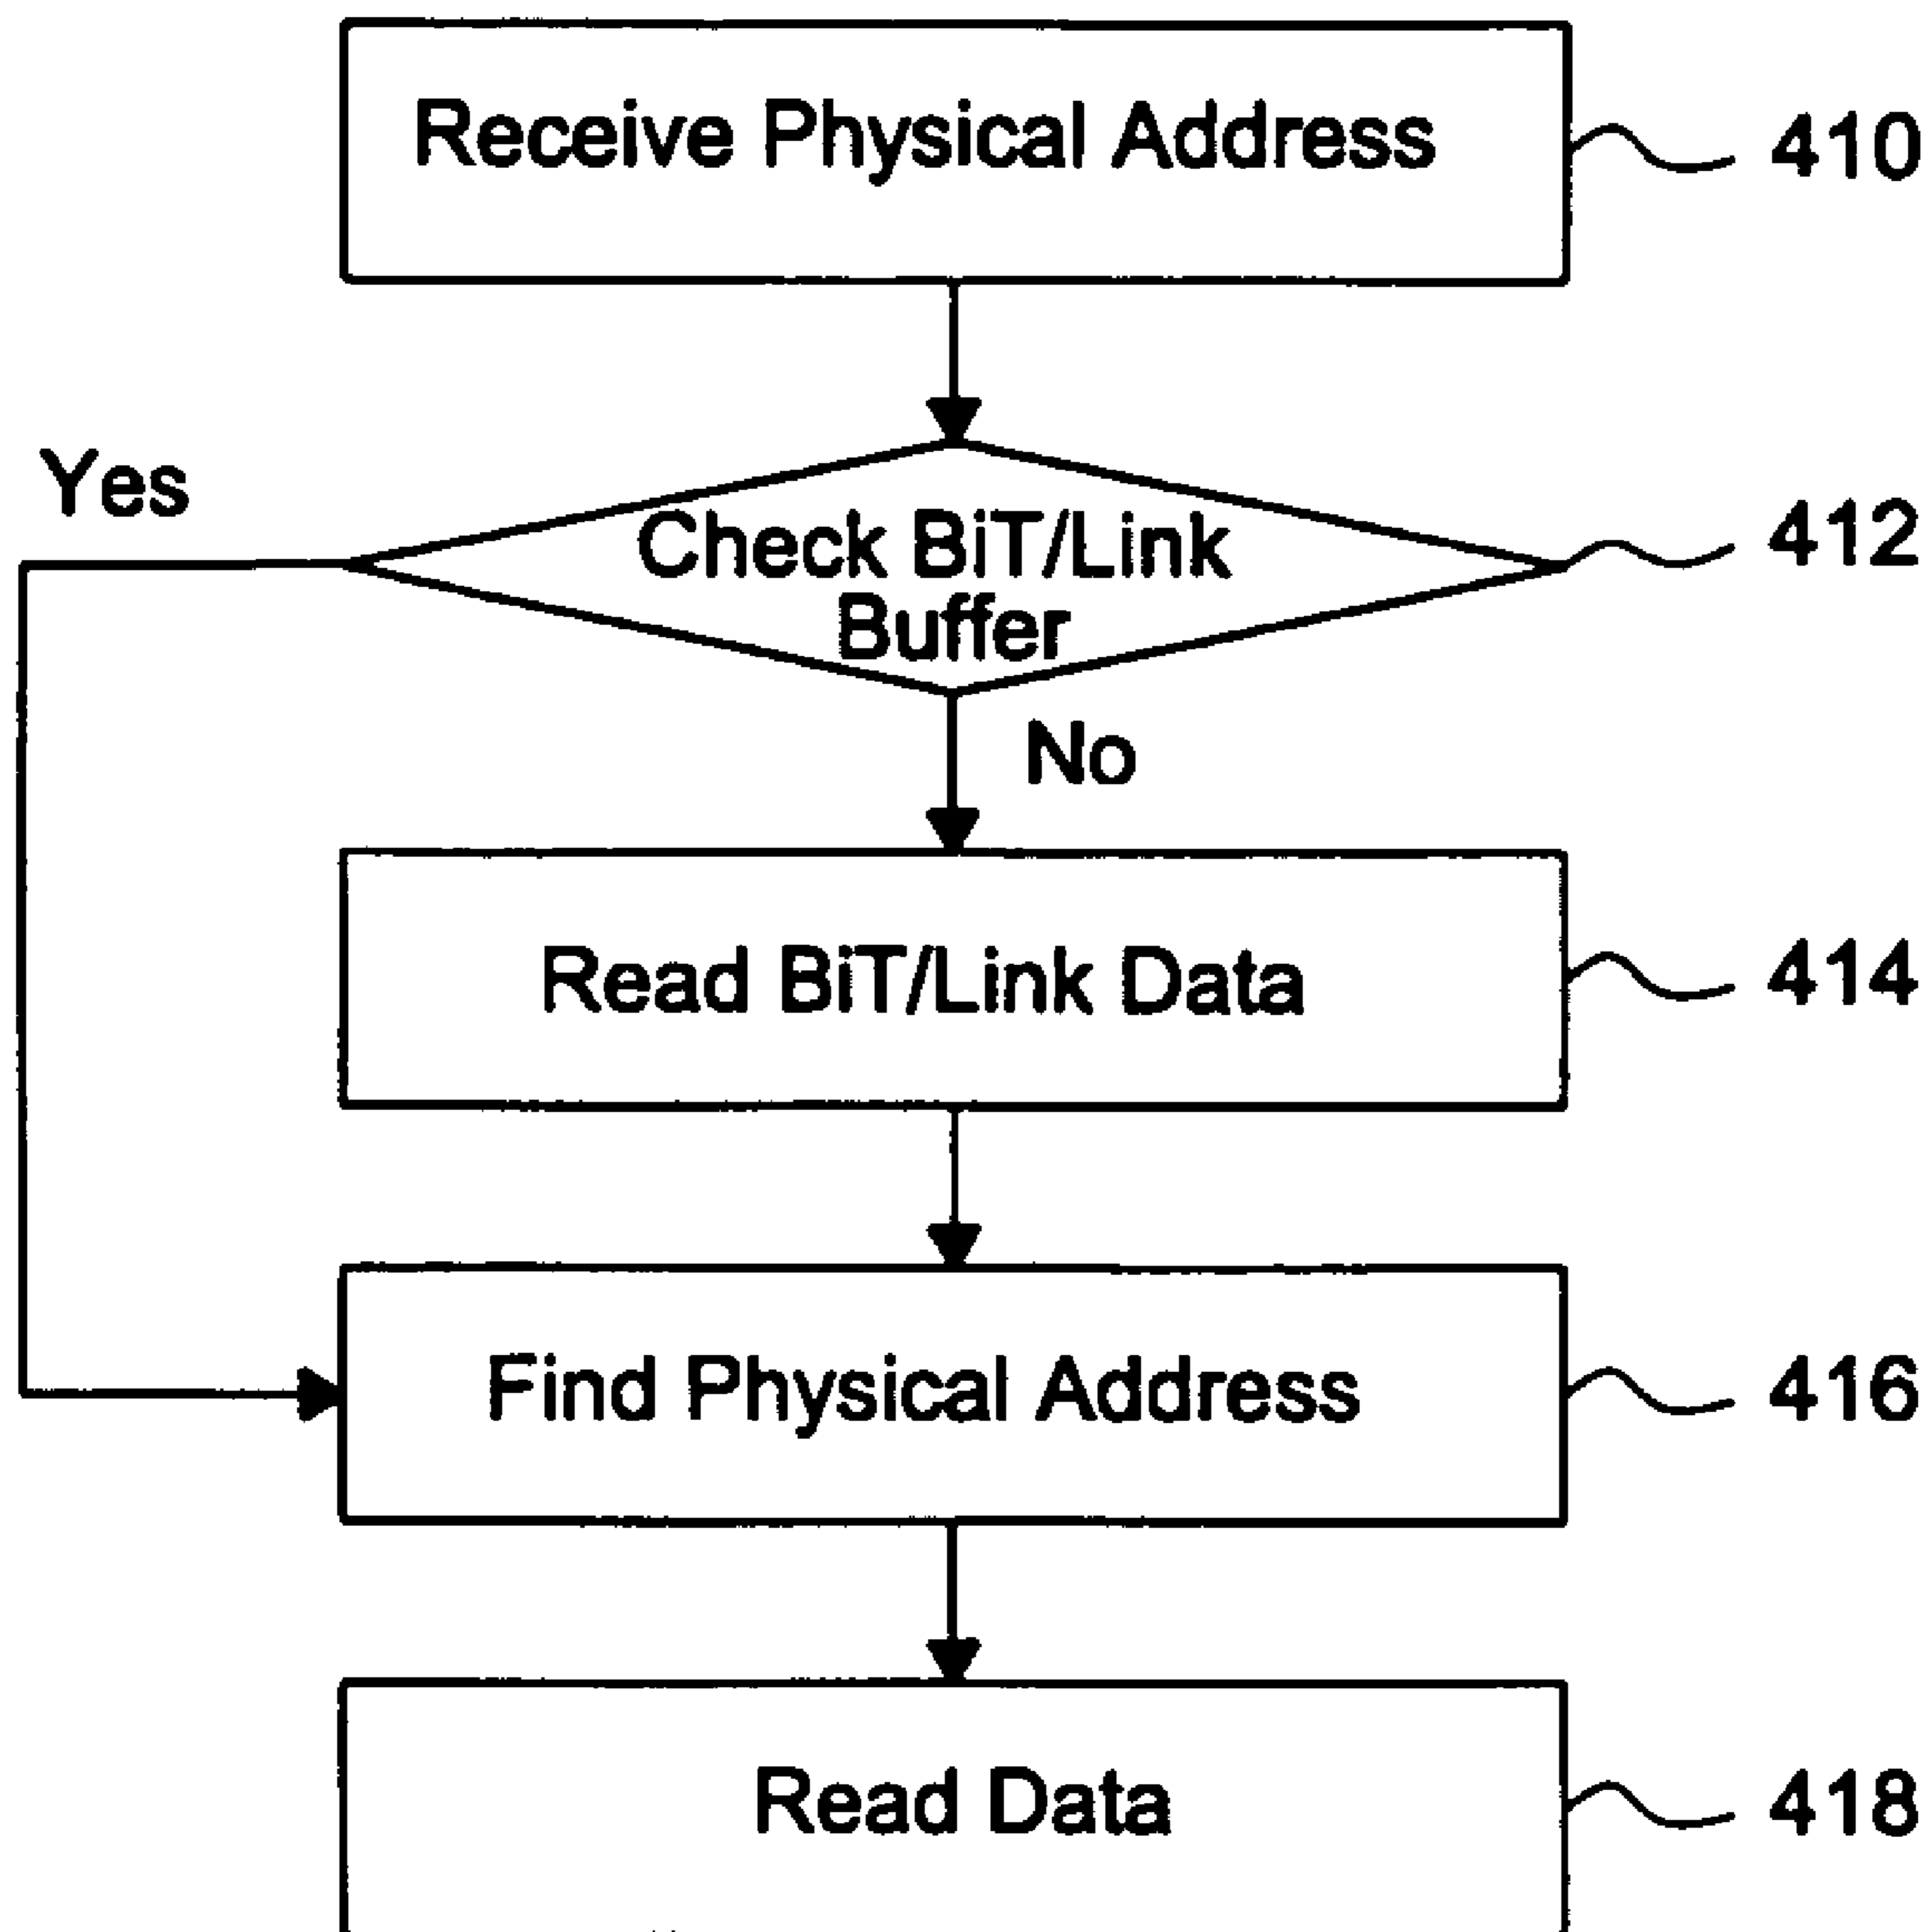 Receive Physical Address
410
Yes
Check BiT/Link
Buffer
412
No
Read BiT/Link Data
414
Find Physical Address
416
Read Data
418